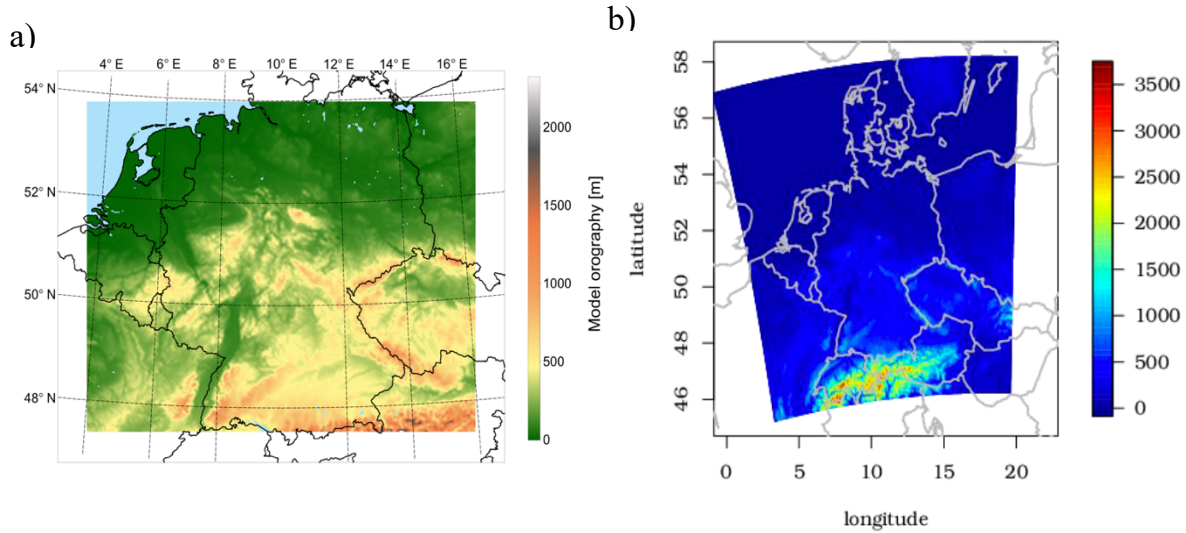 a)
4° E 6° E 8° E 10° E 12° E 14° E 16° E
54° N
52° N
50° N
48° N
2000
1500
1000
500
0
Model orography [m]
b)
58
56
54
52
50
48
46
latitude
0 5 10 15 20
longitude
3500
3000
2500
2000
1500
1000
500
0